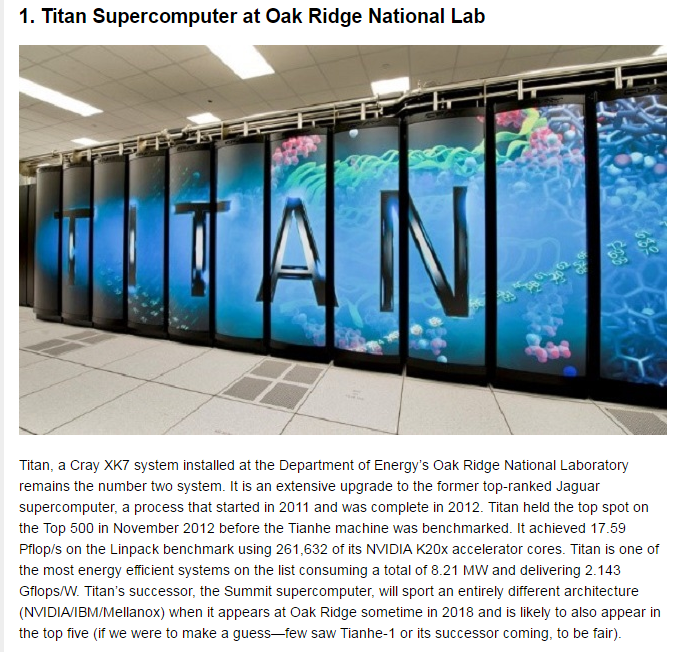 1. Titan Supercomputer at Oak Ridge National Lab
TITAN
Titan, a Cray XK7 system installed at the Department of Energy's Oak Ridge National Laboratory
remains the number two system. It is an extensive upgrade to the former top-ranked Jaguar
supercomputer, a process that started in 2011 and was complete in 2012. Titan held the top spot on
the Top 500 in November 2012 before the Tianhe machine was benchmarked. It achieved 17.59
Pflop/s on the Linpack benchmark using 261,632 of its NVIDIA K20x accelerator cores. Titan is one of
the most energy efficient systems on the list consuming a total of 8.21 MW and delivering 2.143
Gflops/W. Titan's successor, the Summit supercomputer, will sport an entirely different architecture
(NVIDIA/IBM/Mellanox) when it appears at Oak Ridge sometime in 2018 and is likely to also appear in
the top five (if we were to make a guess—few saw Tianhe-1 or its successor coming, to be fair).